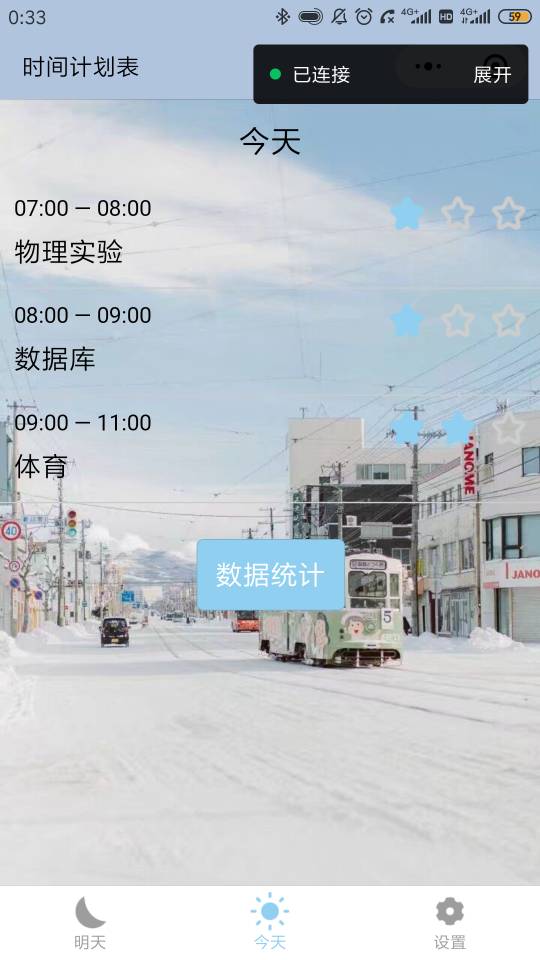 0:33
4G+
HD
4G+
59
时间计划表
已连接
展开
今天
07:00 — 08:00
物理实验
08:00 — 09:00
数据库
09:00 — 11:00
体育
JANOME
40
数据统计
JANO
5
明天
今天
设置